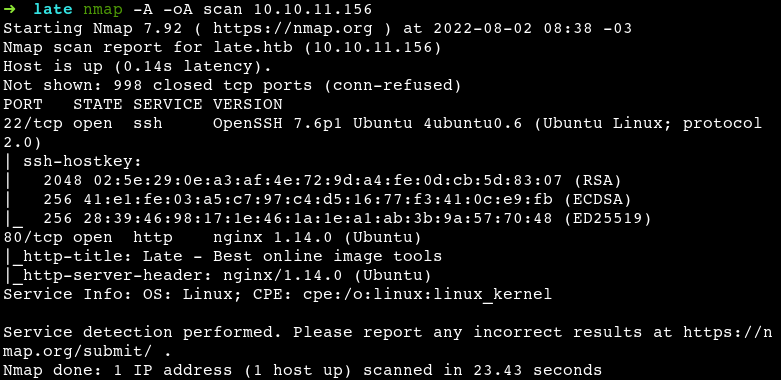 ➜  late nmap -A -oA scan 10.10.11.156
Starting Nmap 7.92 ( https://nmap.org ) at 2022-08-02 08:38 -03
Nmap scan report for late.htb (10.10.11.156)
Host is up (0.14s latency).
Not shown: 998 closed tcp ports (conn-refused)
PORT   STATE SERVICE VERSION
22/tcp open  ssh     OpenSSH 7.6p1 Ubuntu 4ubuntu0.6 (Ubuntu Linux; protocol
2.0)
| ssh-hostkey:
|   2048 02:5e:29:0e:a3:af:4e:72:9d:a4:fe:0d:cb:5d:83:07 (RSA)
|   256 41:e1:fe:03:a5:c7:97:c4:d5:16:77:f3:41:0c:e9:fb (ECDSA)
|_  256 28:39:46:98:17:1e:46:1a:1e:a1:ab:3b:9a:57:70:48 (ED25519)
80/tcp open  http    nginx 1.14.0 (Ubuntu)
|_http-title: Late - Best online image tools
|_http-server-header: nginx/1.14.0 (Ubuntu)
Service Info: OS: Linux; CPE: cpe:/o:linux:linux_kernel

Service detection performed. Please report any incorrect results at https://n
map.org/submit/ .
Nmap done: 1 IP address (1 host up) scanned in 23.43 seconds